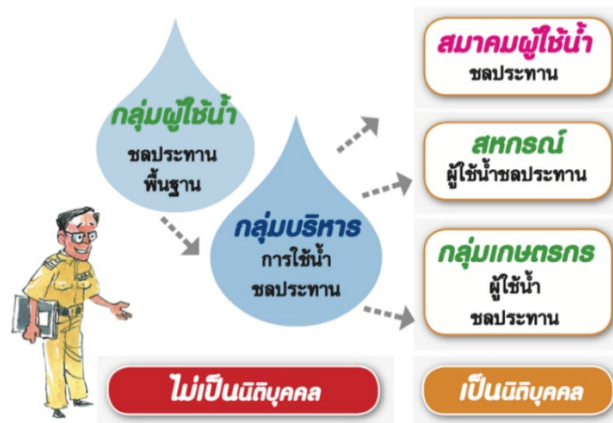 กลุ่มผู้ใช้น้ำ
ชลประทาน
พื้นฐาน
กลุ่มบริหาร
การใช้น้ำ
ชลประทาน
สมาคมผู้ใช้น้ำ
ชลประทาน
สหกรณ์
ผู้ใช้น้ำชลประทาน
กลุ่มเกษตรกร
ผู้ใช้น้ำ
ชลประทาน
ไม่เป็นนิติบุคคล
เป็นนิติบุคคล